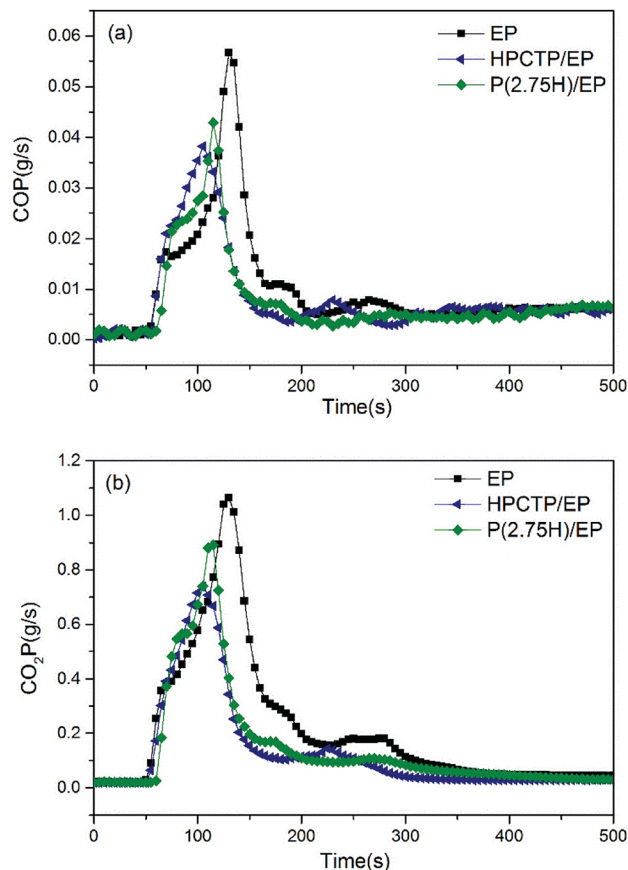 (a)
EP
HPCTP/EP
P(2.75H)/EP
COP(g/s)
0.06
0.05
0.04
0.03
0.02
0.01
0.00
0 100 200 300 400 500
Time(s)
(b)
EP
HPCTP/EP
P(2.75H)/EP
CO₂P(g/s)
1.2
1.0
0.8
0.6
0.4
0.2
0.0
0 100 200 300 400 500
Time(s)